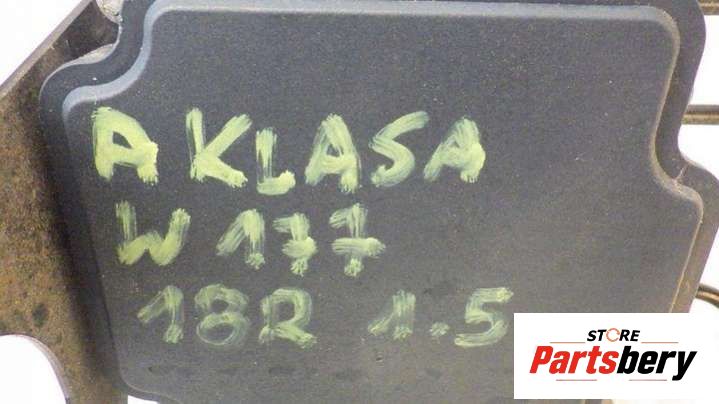 A KLASA
W 177
18R 1.5
STORE
Partsbery